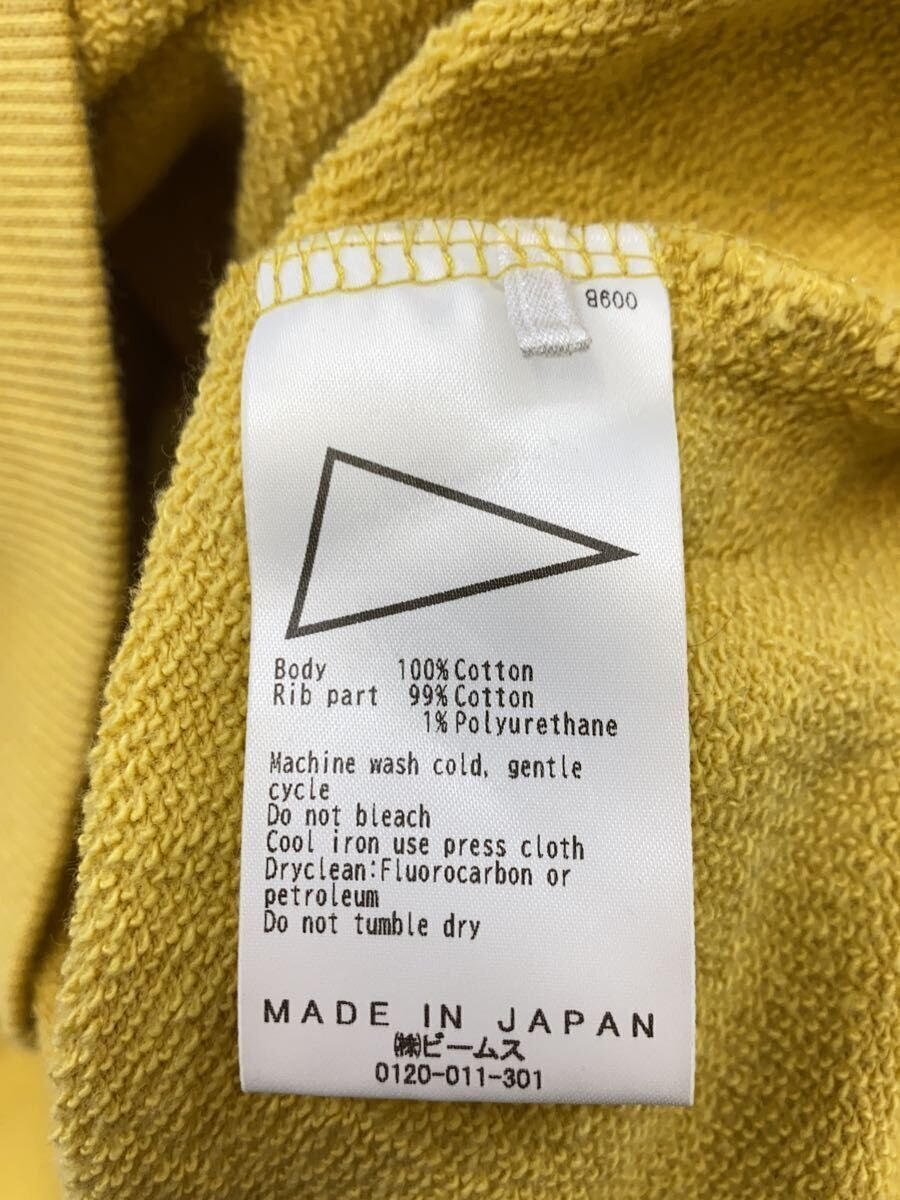 8600
Body 100%Cotton
Rib part 99%Cotton
1%Polyurethane
Machine wash cold, gentle
cycle
Do not bleach
Cool iron use press cloth
Dryclean:Fluorocarbon or
petroleum
Do not tumble dry
MADE IN JAPAN
㈱ビームス
0120-011-301